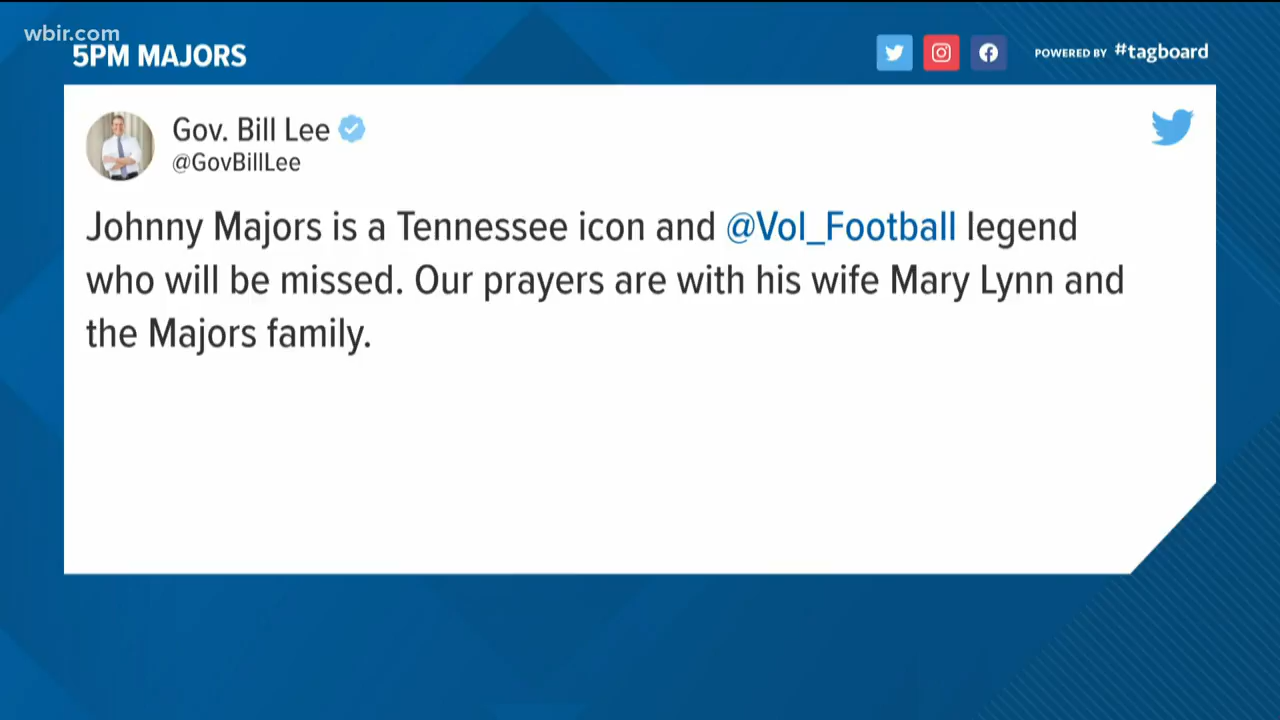 wbir.com
5PM MAJORS
POWERED BY #tagboard
Gov. Bill Lee
@GovBillLee
Johnny Majors is a Tennessee icon and @Vol_Football legend
who will be missed. Our prayers are with his wife Mary Lynn and
the Majors family.